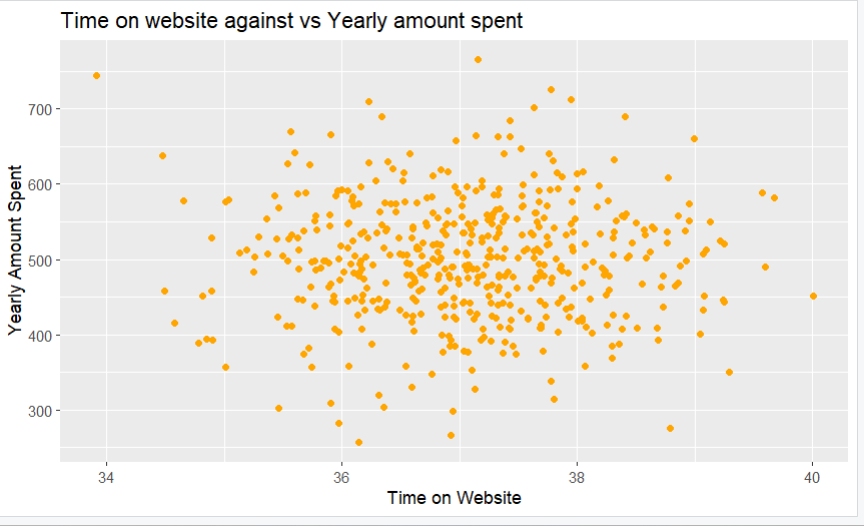 Time on website against vs Yearly amount spent
Yearly Amount Spent
700
600
500
400
300
34 36 38 40
Time on Website